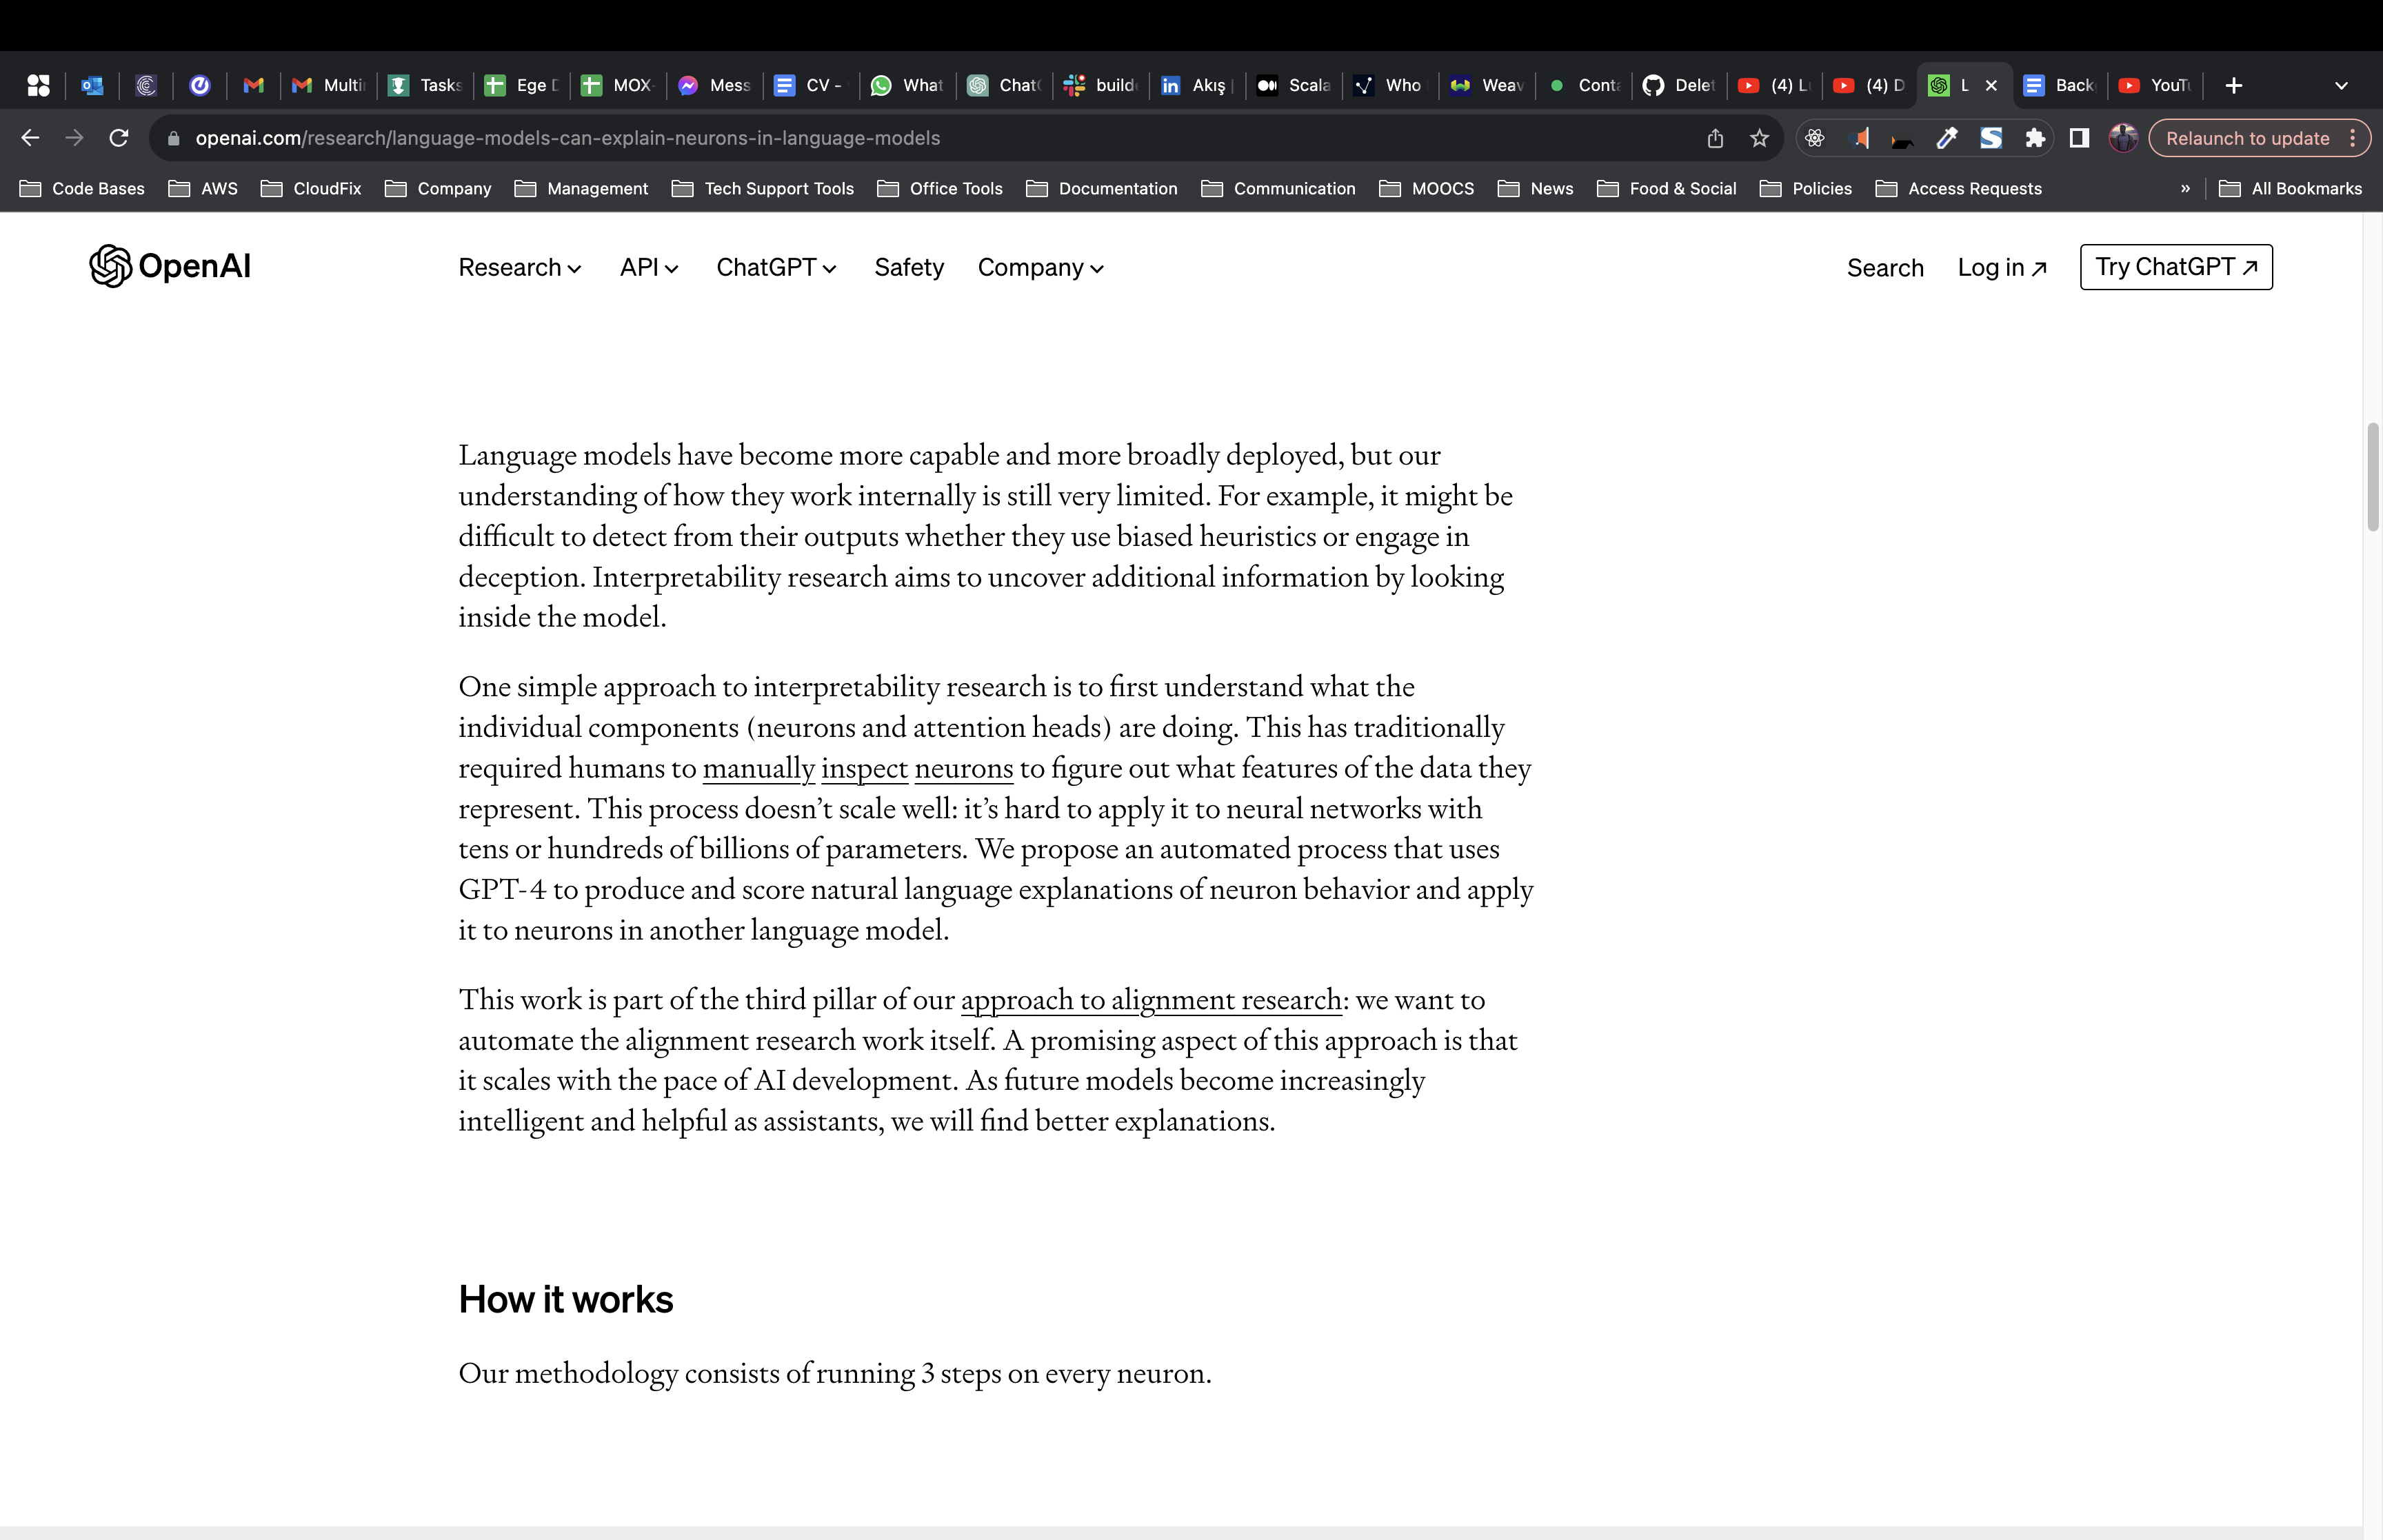 Multi
Tasks
Ege D
MOX-
Mess
CV -
What
Chat
build
Akış
Scala
Who
Weav
Conta
Delet
(4) L
(4) D
L
Back
YouTu
openai.com/research/language-models-can-explain-neurons-in-language-models
Relaunch to update
Code Bases
AWS
CloudFix
Company
Management
Tech Support Tools
Office Tools
Documentation
Communication
MOOCS
News
Food & Social
Policies
Access Requests
»
All Bookmarks
OpenAI
Research
API
ChatGPT
Safety
Company
Search
Log in ↗
Try ChatGPT ↗
Language models have become more capable and more broadly deployed, but our
understanding of how they work internally is still very limited. For example, it might be
difficult to detect from their outputs whether they use biased heuristics or engage in
deception. Interpretability research aims to uncover additional information by looking
inside the model.
One simple approach to interpretability research is to first understand what the
individual components (neurons and attention heads) are doing. This has traditionally
required humans to manually inspect neurons to figure out what features of the data they
represent. This process doesn’t scale well: it’s hard to apply it to neural networks with
tens or hundreds of billions of parameters. We propose an automated process that uses
GPT-4 to produce and score natural language explanations of neuron behavior and apply
it to neurons in another language model.
This work is part of the third pillar of our approach to alignment research: we want to
automate the alignment research work itself. A promising aspect of this approach is that
it scales with the pace of AI development. As future models become increasingly
intelligent and helpful as assistants, we will find better explanations.
How it works
Our methodology consists of running 3 steps on every neuron.